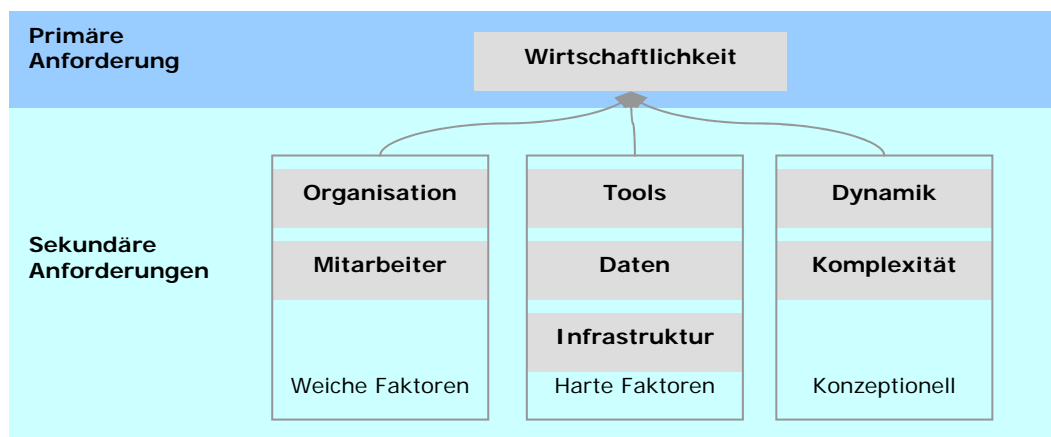 Primäre
Anforderung
Wirtschaftlichkeit
Sekundäre
Anforderungen
Organisation
Mitarbeiter
Weiche Faktoren
Tools
Daten
Infrastruktur
Harte Faktoren
Dynamik
Komplexität
Konzeptionell